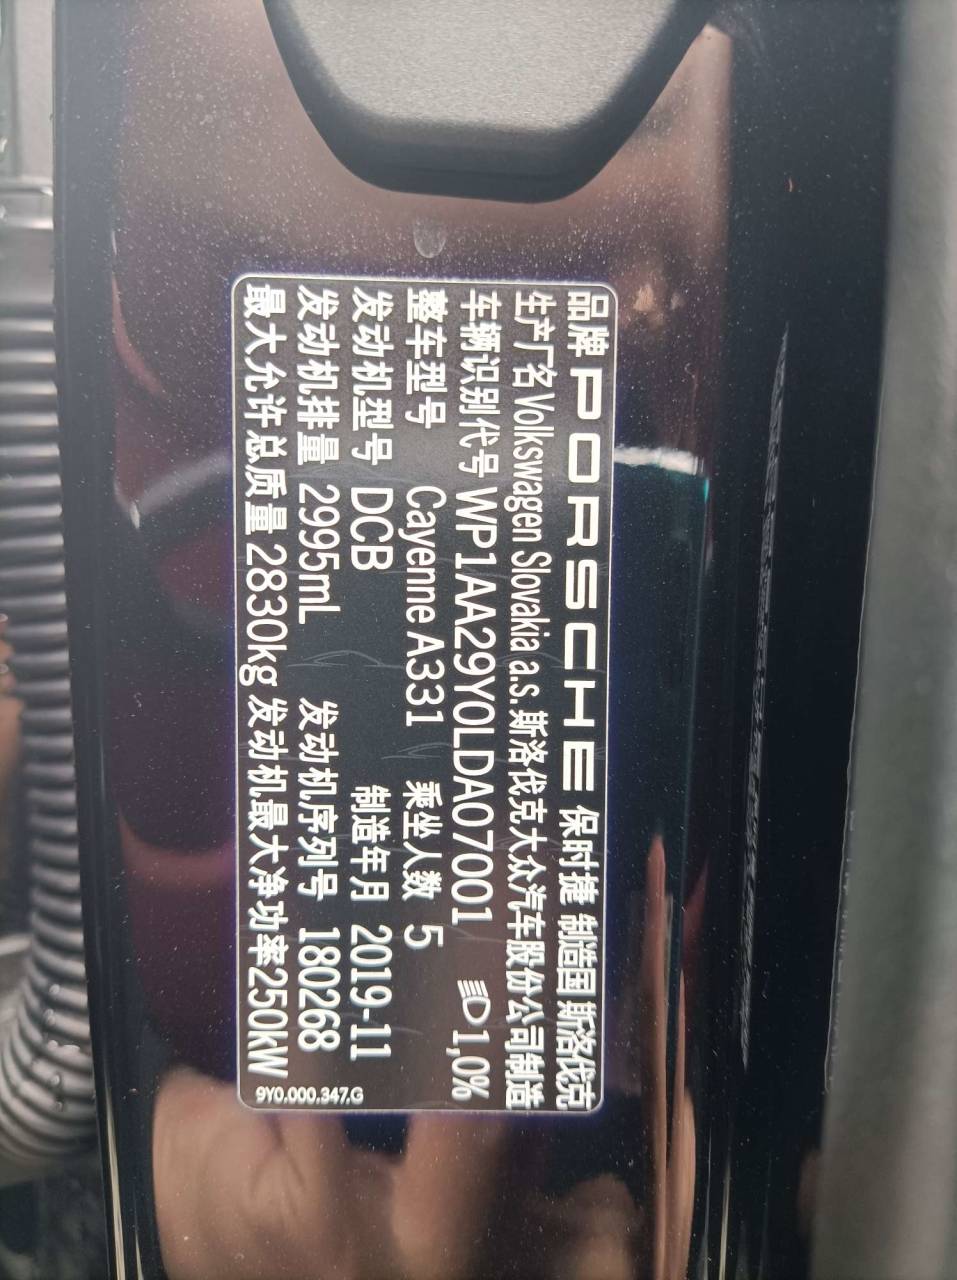 品牌 PORSCHE 保时捷 制造国 斯洛伐克
生产厂名 Volkswagen Slovakia a.s. 斯洛伐克大众汽车股份公司制造
车辆识别代号 WP1AA29Y0LDA07001 1,0%
整车型号 Cayenne A331 乘坐人数 5
发动机型号 DCB 制造年月 2019-11
发动机排量 2995mL 发动机序列号 180268
最大允许总质量 2830kg 发动机最大净功率250kW
9Y0.000.347.G